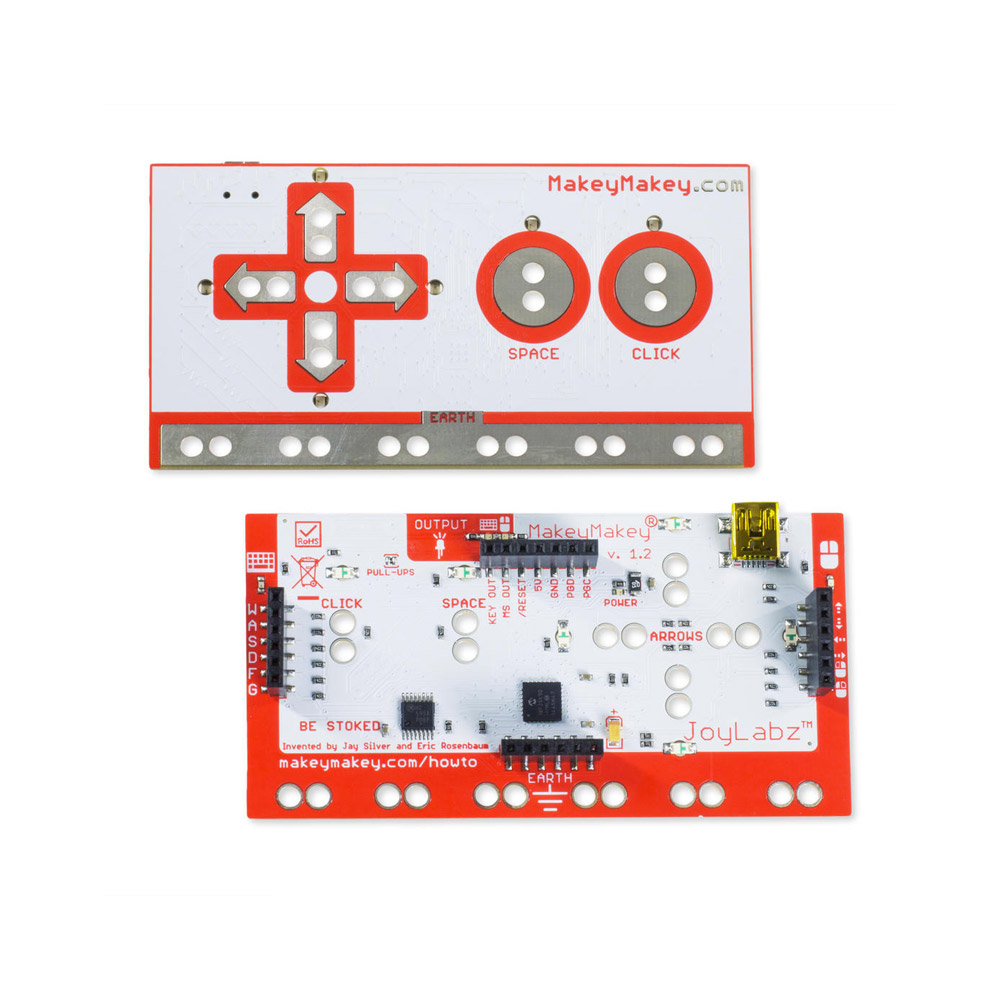 MakeyMakey.com
SPACE
CLICK
EARTH
OUTPUT
MakeyMakey®
v. 1.2
RoHS
PULL-UPS
KEY OUT
MS OUT
/RESET
5V
GND
PGD
PGC
POWER
CLICK
SPACE
ARROWS
W
A
S
D
F
G
BE STOKED
+
JoyLabz™
Invented by Jay Silver and Eric Rosenbaum
makeymakey.com/howto
EARTH